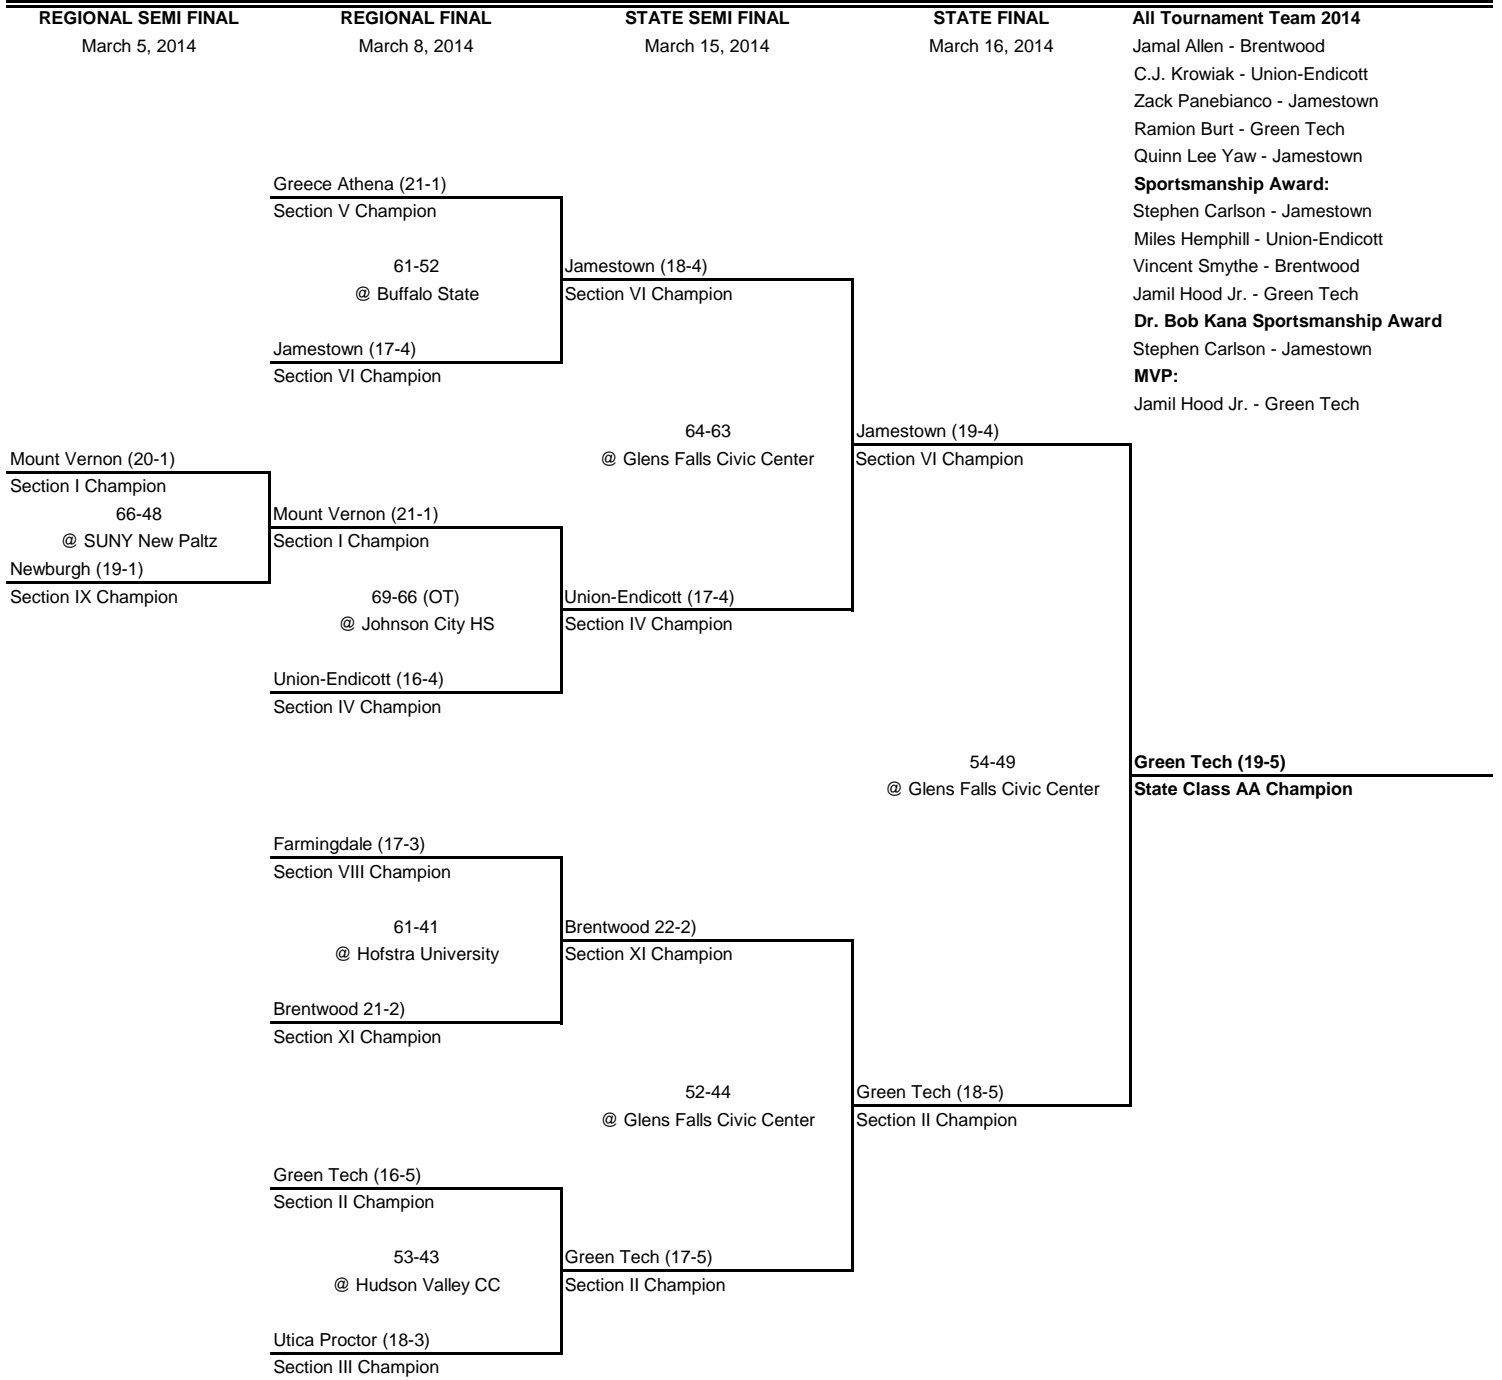 REGIONAL SEMI FINAL
March 5, 2014
REGIONAL FINAL
March 8, 2014
STATE SEMI FINAL
March 15, 2014
STATE FINAL
March 16, 2014
All Tournament Team 2014
Jamal Allen - Brentwood
C.J. Krowiak - Union-Endicott
Zack Panebianco - Jamestown
Ramion Burt - Green Tech
Quinn Lee Yaw - Jamestown
Sportsmanship Award:
Stephen Carlson - Jamestown
Miles Hemphill - Union-Endicott
Vincent Smythe - Brentwood
Jamil Hood Jr. - Green Tech
Dr. Bob Kana Sportsmanship Award
Stephen Carlson - Jamestown
MVP:
Jamil Hood Jr. - Green Tech
Mount Vernon (20-1)
Section I Champion
66-48
@ SUNY New Paltz
Newburgh (19-1)
Section IX Champion
Greece Athena (21-1)
Section V Champion
61-52
@ Buffalo State
Jamestown (17-4)
Section VI Champion
Mount Vernon (21-1)
Section I Champion
69-66 (OT)
@ Johnson City HS
Union-Endicott (16-4)
Section IV Champion
Farmingdale (17-3)
Section VIII Champion
61-41
@ Hofstra University
Brentwood 21-2)
Section XI Champion
Green Tech (16-5)
Section II Champion
53-43
@ Hudson Valley CC
Utica Proctor (18-3)
Section III Champion
Jamestown (18-4)
Section VI Champion
64-63
@ Glens Falls Civic Center
Union-Endicott (17-4)
Section IV Champion
Brentwood 22-2)
Section XI Champion
52-44
@ Glens Falls Civic Center
Green Tech (17-5)
Section II Champion
Jamestown (19-4)
Section VI Champion
54-49
@ Glens Falls Civic Center
Green Tech (18-5)
Section II Champion
Green Tech (19-5)
State Class AA Champion